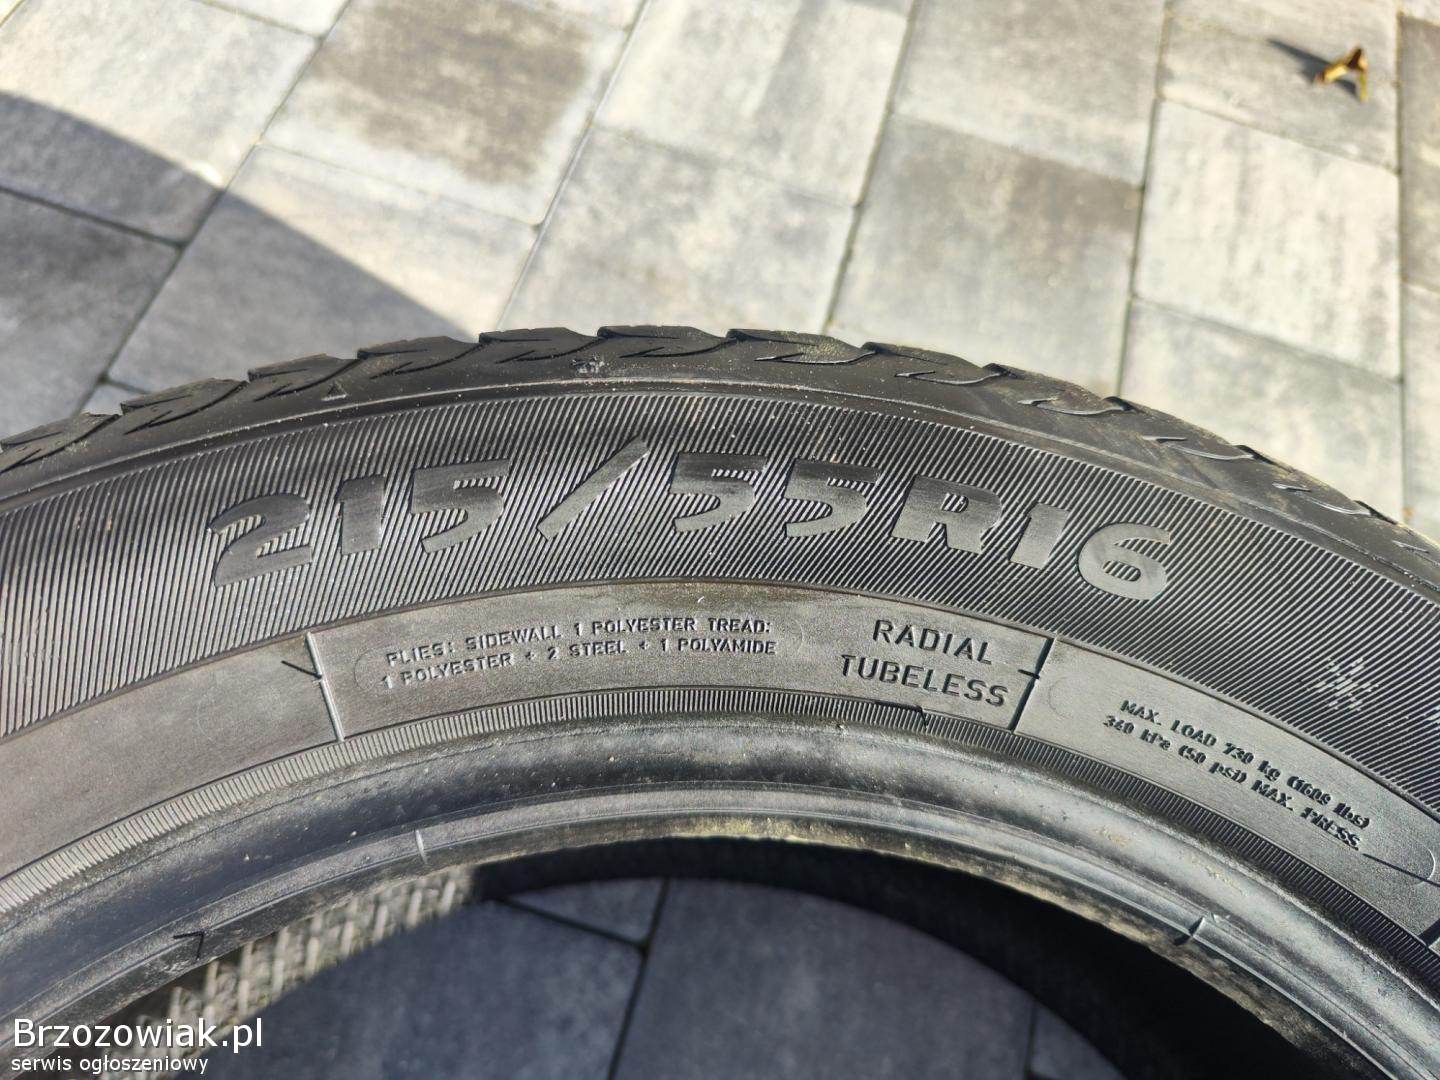 215/55R16
PLIES: SIDEWALL 1 POLYESTER TREAD:
1 POLYESTER + 2 STEEL + 1 POLYAMIDE
RADIAL
TUBELESS
MAX. LOAD 730 kg (1609 lbs)
340 kPa (50 psi) MAX. PRESS
Brzozowiak.pl
serwis ogłoszeniowy